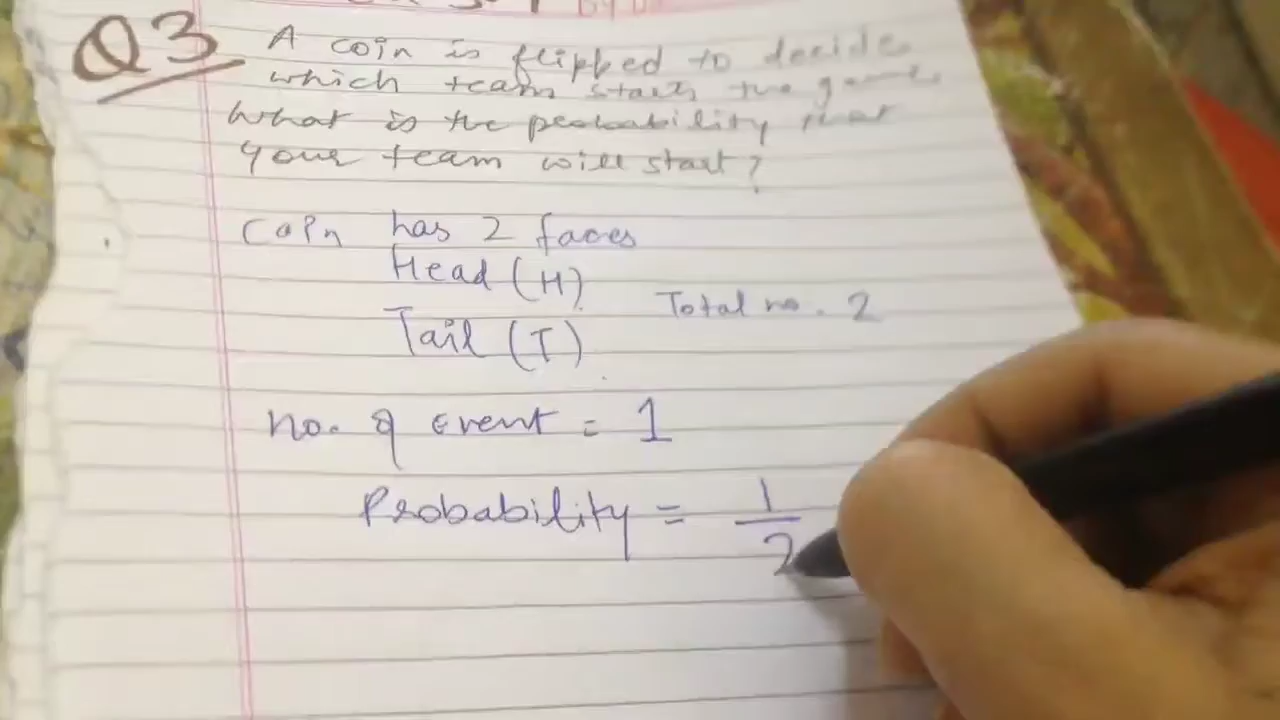 Q3 A coin is flipped to decide
which team starts the game.
What is the probability that
your team will start?
Coin has 2 faces
Head (H)
Total no. 2
Tail (T)
no. of event = 1
Probability = 1/2